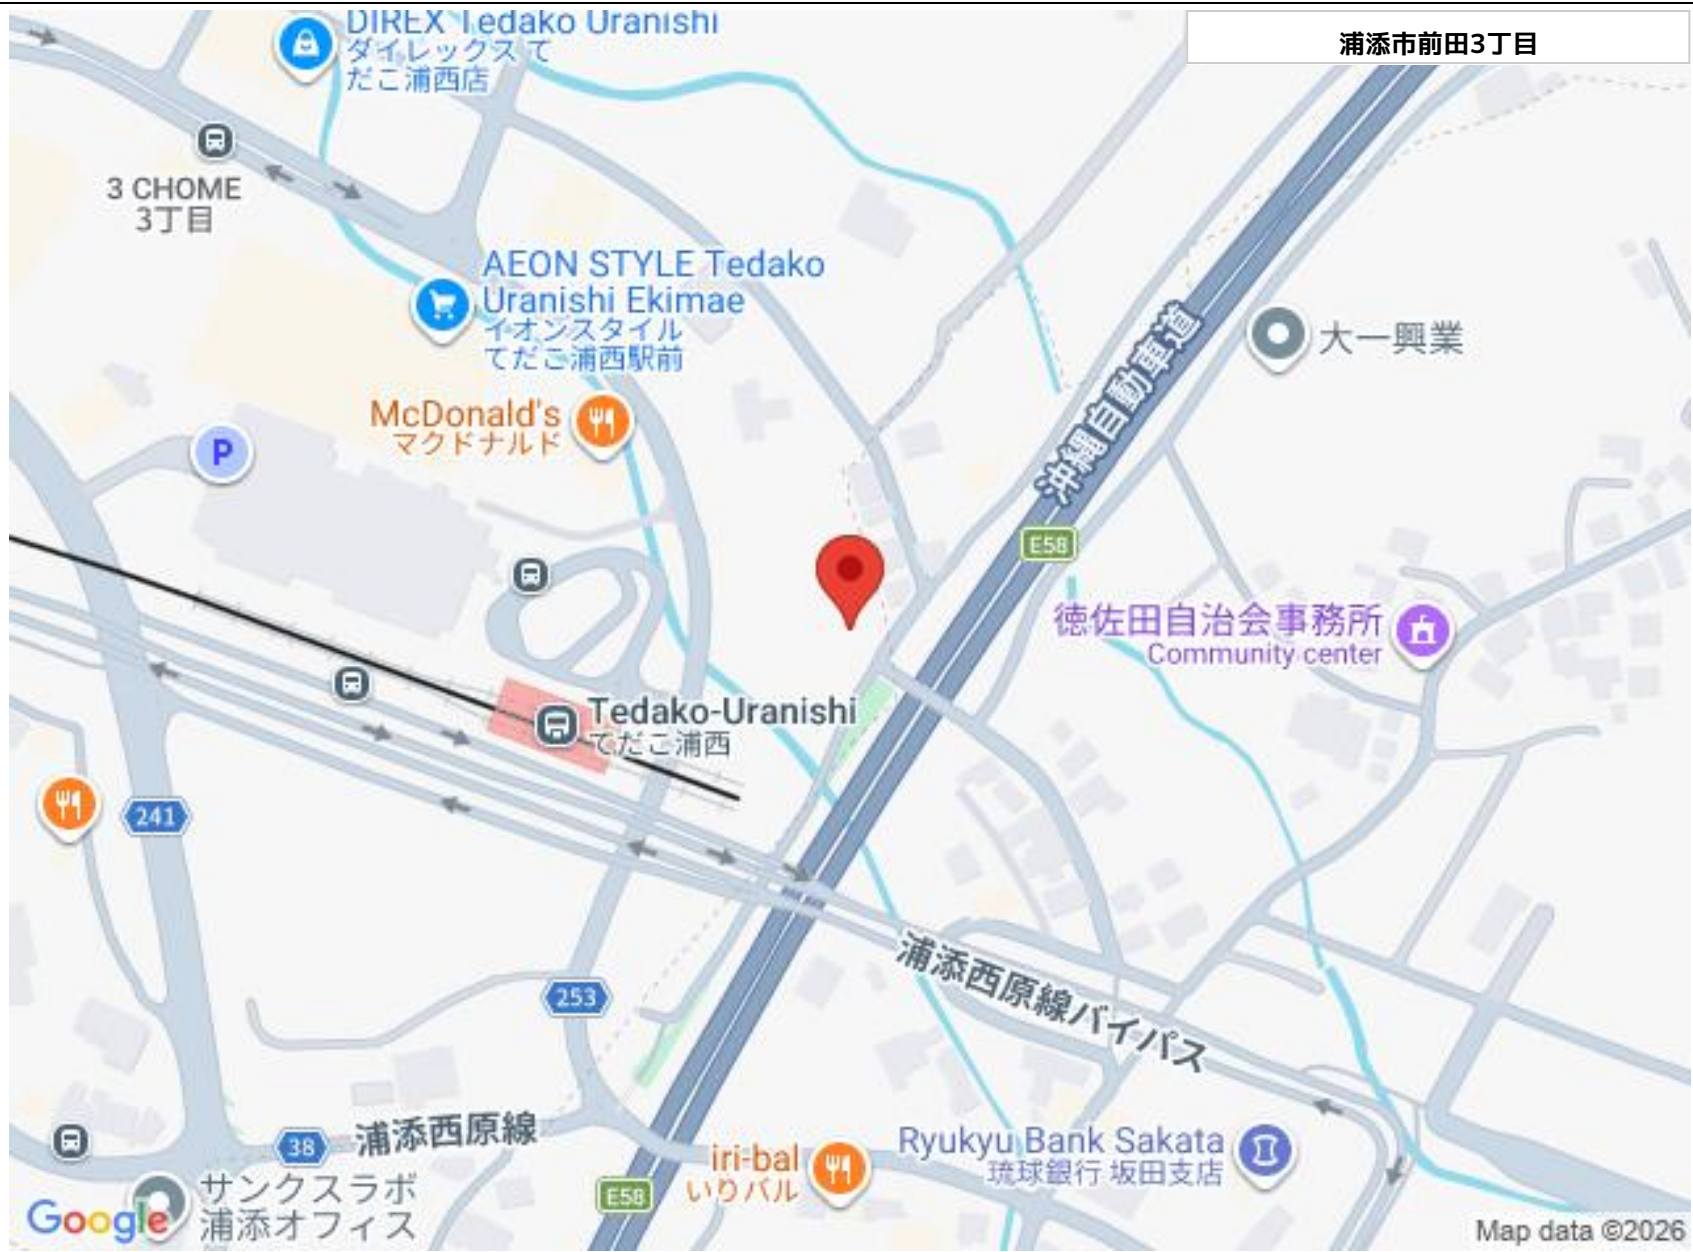 DIREX Tedako Uranishi
ダイレックス て
だこ浦西店
浦添市前田3丁目
3 CHOME
3丁目
AEON STYLE Tedako
Uranishi Ekimae
イオンスタイル
てだこ浦西駅前
沖縄自動車道
大一興業
McDonald's
マクドナルド
P
E58
徳佐田自治会事務所
Community center
Tedako-Uranishi
てだこ浦西
241
253
浦添西原線バイパス
浦添西原線
38
iri-bal
いりバル
Ryukyu Bank Sakata
琉球銀行 坂田支店
E58
サンクスラボ
浦添オフィス
Google
Map data ©2026